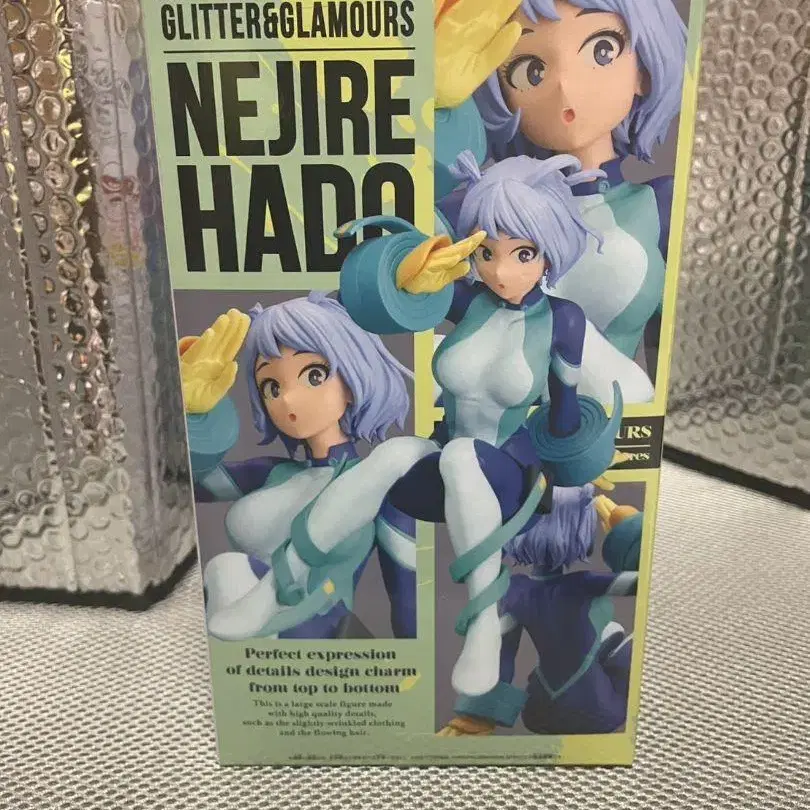 GLITTER&GLAMOURS
NEJIRE
HADO
URS
res
Perfect expression
of details design charm
from top to bottom
This is a large scale figure made
with high quality details,
such as the slightly-wrinkled clothing
and the flowing hair.